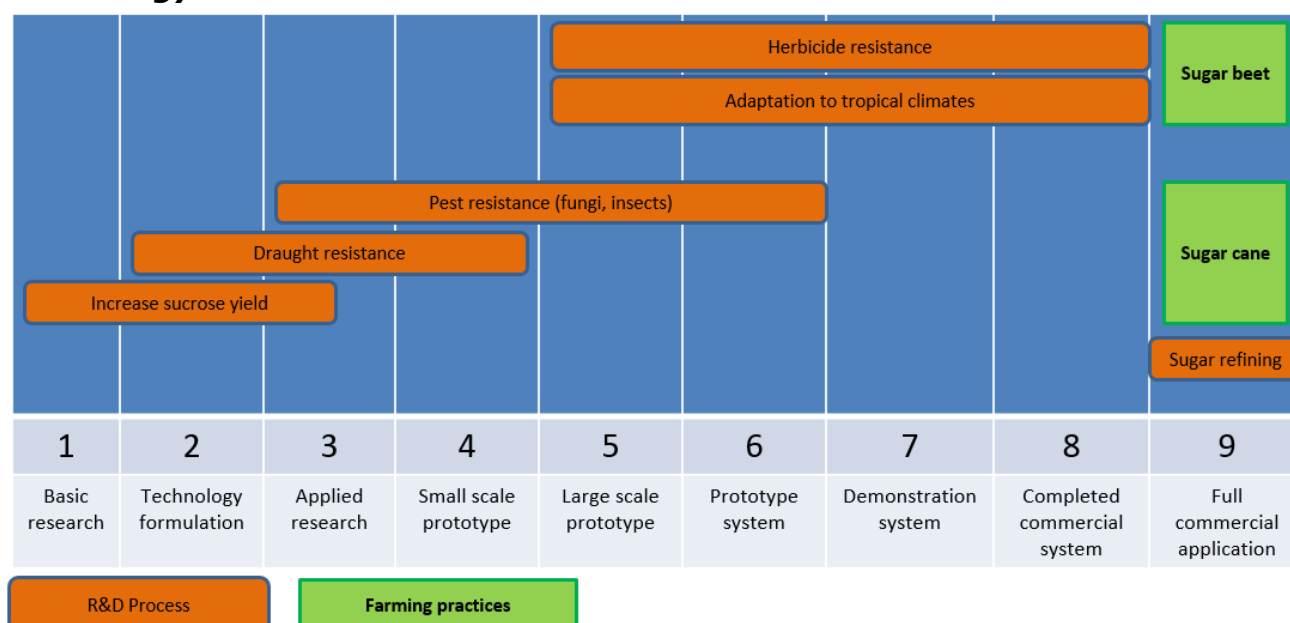 Herbicide resistance
Sugar beet
Adaptation to tropical climates
Pest resistance (fungi, insects)
Draught resistance
Sugar cane
Increase sucrose yield
Sugar refining
1 2 3 4 5 6 7 8 9
Basic research
Technology formulation
Applied research
Small scale prototype
Large scale prototype
Prototype system
Demonstration system
Completed commercial system
Full commercial application
R&D Process
Farming practices